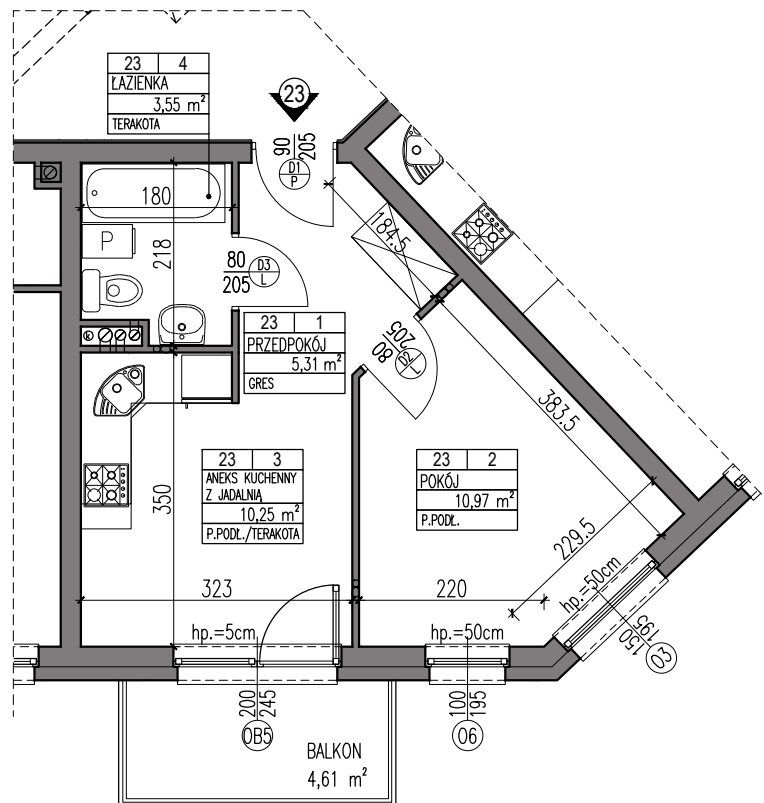 23 4
ŁAZIENKA
3,55 m²
TERAKOTA
23
90
205
D1
P
180
P
218
80
205
D3
L
184.5
23 1
PRZEDPOKÓJ
5,31 m²
GRES
80
205
D2
L
383.5
23 3
ANEKS KUCHENNY
Z JADALNIĄ
10,25 m²
P.PODŁ./TERAKOTA
23 2
POKÓJ
10,97 m²
P.PODŁ.
350
229.5
323
220
hp.=5cm
hp.=50cm
hp.=50cm
150
195
O3
200
245
OB5
100
195
O6
BALKON
4,61 m²